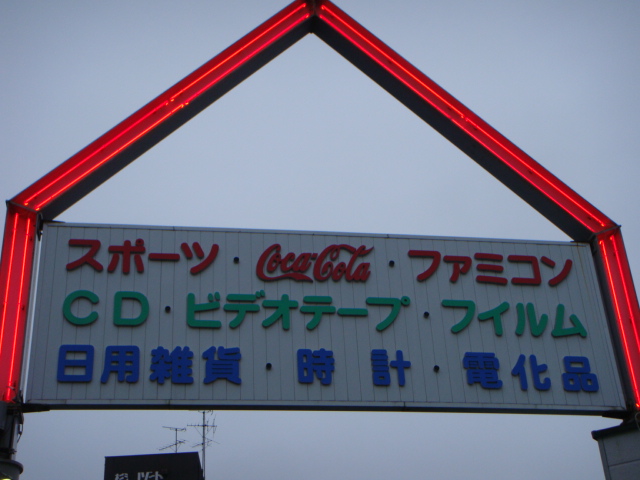 スポーツ・Coca-Cola・ファミコン
CD・ビデオテープ・フイルム
日用雑貨・時計・電化品